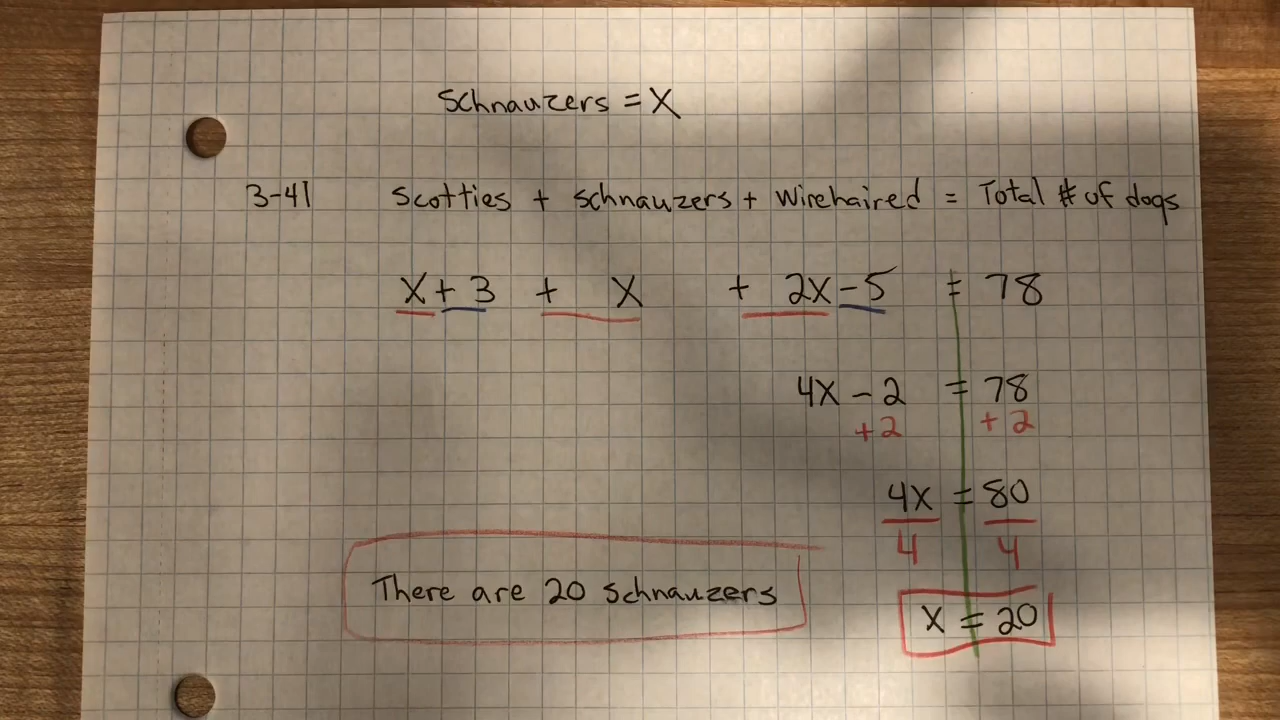 Schnauzers = X
3-41 Scotties + schnauzers + wirehaired = Total # of dogs
X + 3 + X + 2X - 5 = 78
4X - 2 = 78
+2 + 2
4X = 80
4 4
There are 20 schnauzers
X = 20